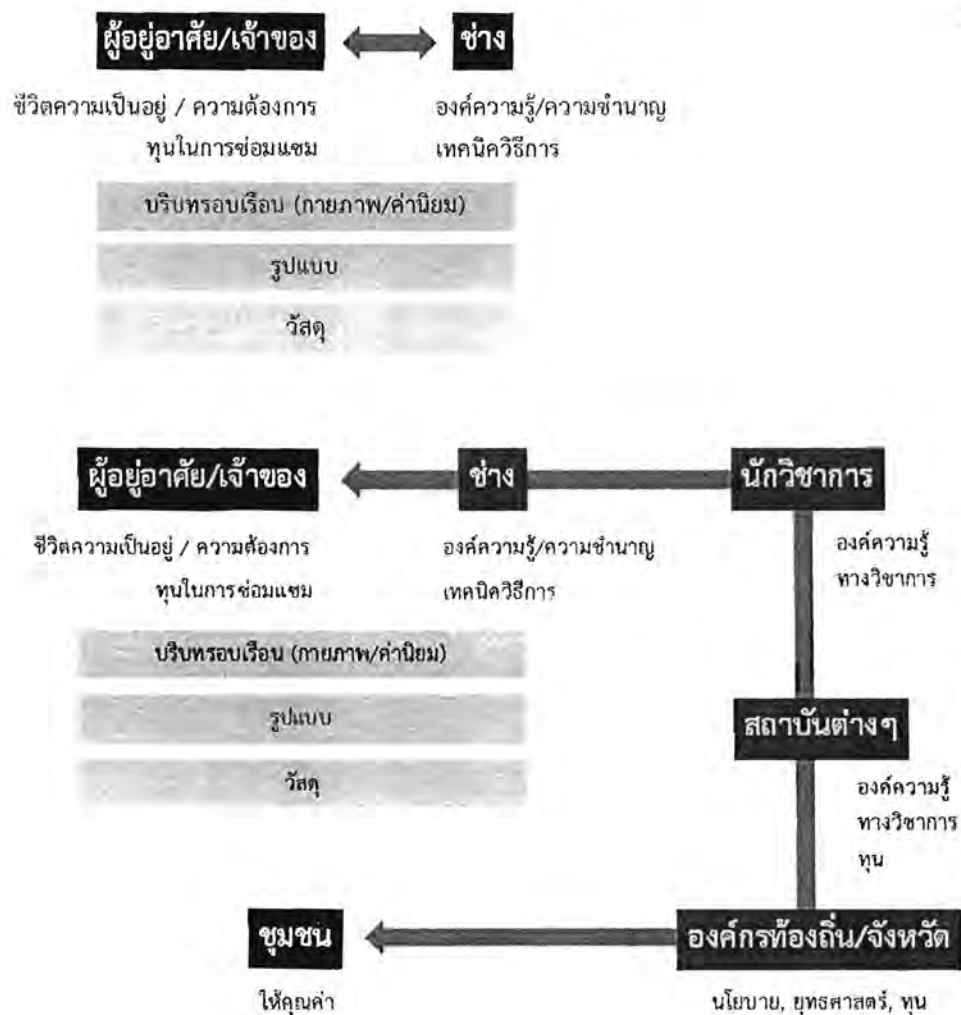 ผู้อยู่อาศัย/เจ้าของ
ช่าง
ชีวิตความเป็นอยู่ / ความต้องการ
องค์ความรู้/ความชำนาญ
ทุนในการซ่อมแซม
เทคนิควิธีการ
บริบทรอบเรือน (กายภาพ/ค่านิยม)
รูปแบบ
วัสดุ
ผู้อยู่อาศัย/เจ้าของ
ช่าง
นักวิชาการ
ชีวิตความเป็นอยู่ / ความต้องการ
องค์ความรู้/ความชำนาญ
องค์ความรู้
ทุนในการซ่อมแซม
เทคนิควิธีการ
ทางวิชาการ
บริบทรอบเรือน (กายภาพ/ค่านิยม)
รูปแบบ
สถาบันต่างๆ
วัสดุ
องค์ความรู้
ทางวิชาการ
ทุน
ชุมชน
องค์กรท้องถิ่น/จังหวัด
ให้คุณค่า
นโยบาย, ยุทธศาสตร์, ทุน